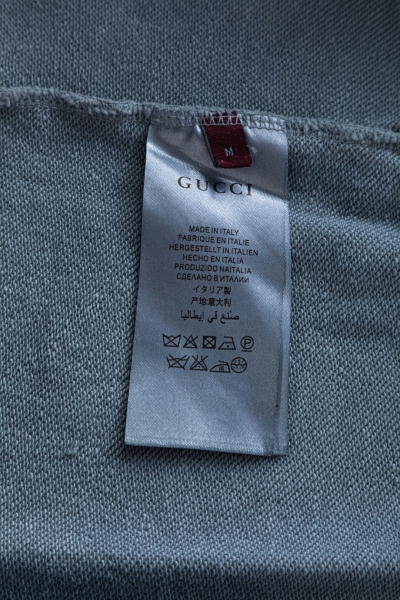 M
GUCCI
MADE IN ITALY
FABRIQUE EN ITALIE
HERGESTELLT IN ITALIEN
HECHO EN ITALIA
PRODUZIDO NAITALIA
СДЕЛАНО В ИТАЛИИ
イタリア製
产地:意大利
صنع في إيطاليا